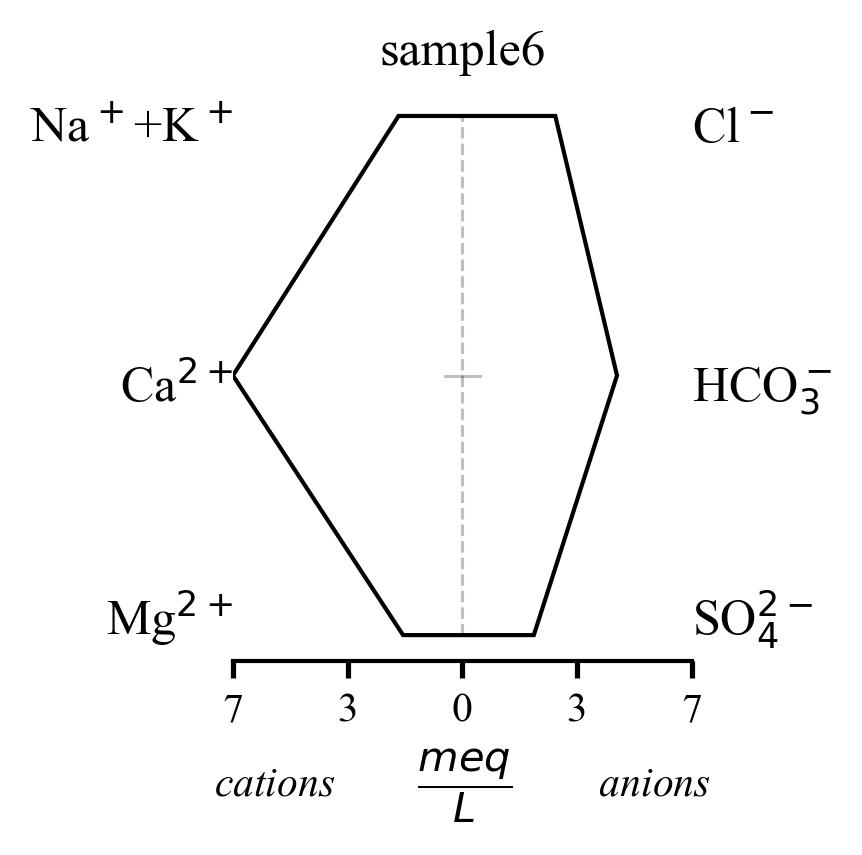 sample6
Na⁺+K⁺ Cl⁻
Ca²⁺ HCO₃⁻
Mg²⁺ SO₄²⁻
7 3 0 3 7
cations meq/L anions